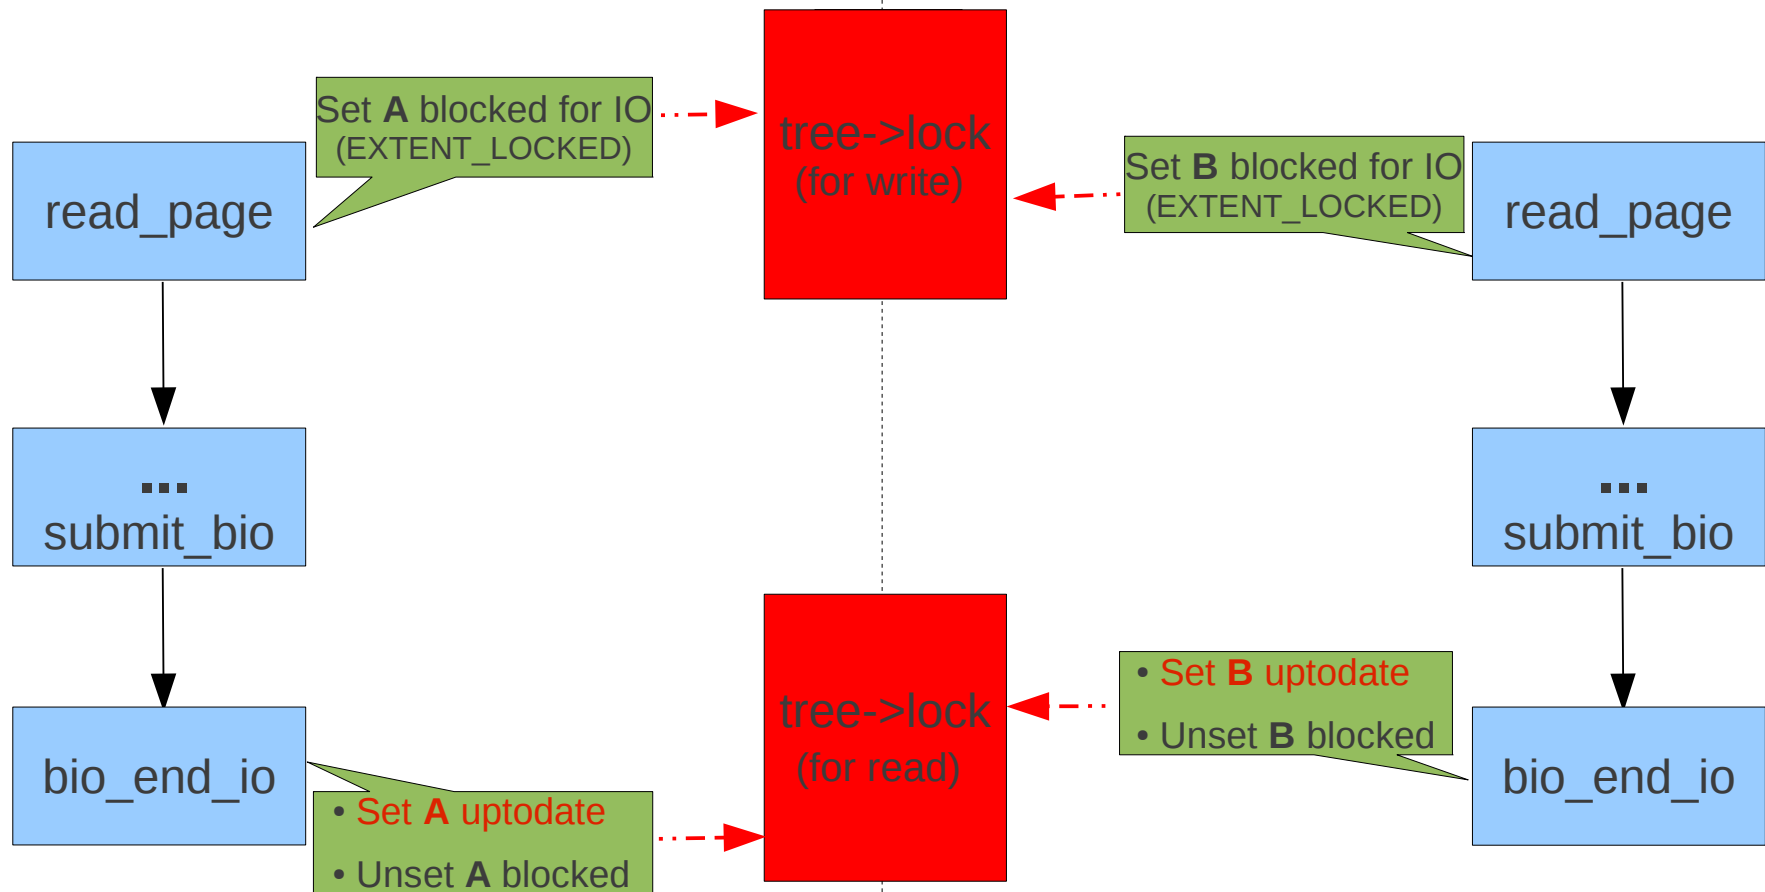 Set A blocked for IO
(EXTENT_LOCKED)
read_page
tree->lock
(for write)
Set B blocked for IO
(EXTENT_LOCKED)
read_page
...
submit_bio
...
submit_bio
bio_end_io
• Set A uptodate
• Unset A blocked
tree->lock
(for read)
• Set B uptodate
• Unset B blocked
bio_end_io